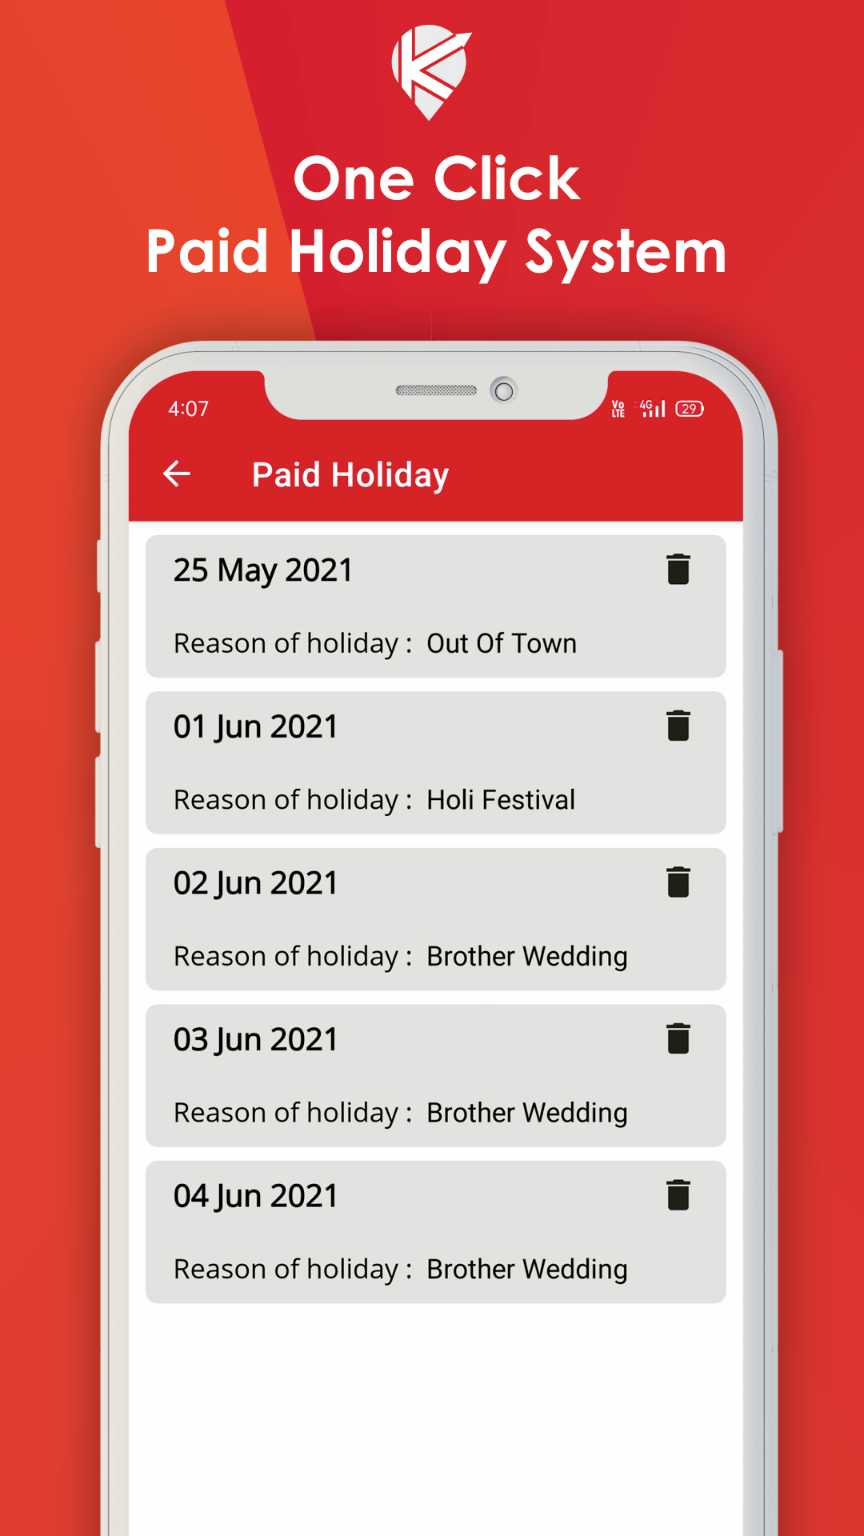 One Click
Paid Holiday System
4:07
Vo LTE 4G 29
Paid Holiday
25 May 2021
Reason of holiday : Out Of Town
01 Jun 2021
Reason of holiday : Holi Festival
02 Jun 2021
Reason of holiday : Brother Wedding
03 Jun 2021
Reason of holiday : Brother Wedding
04 Jun 2021
Reason of holiday : Brother Wedding